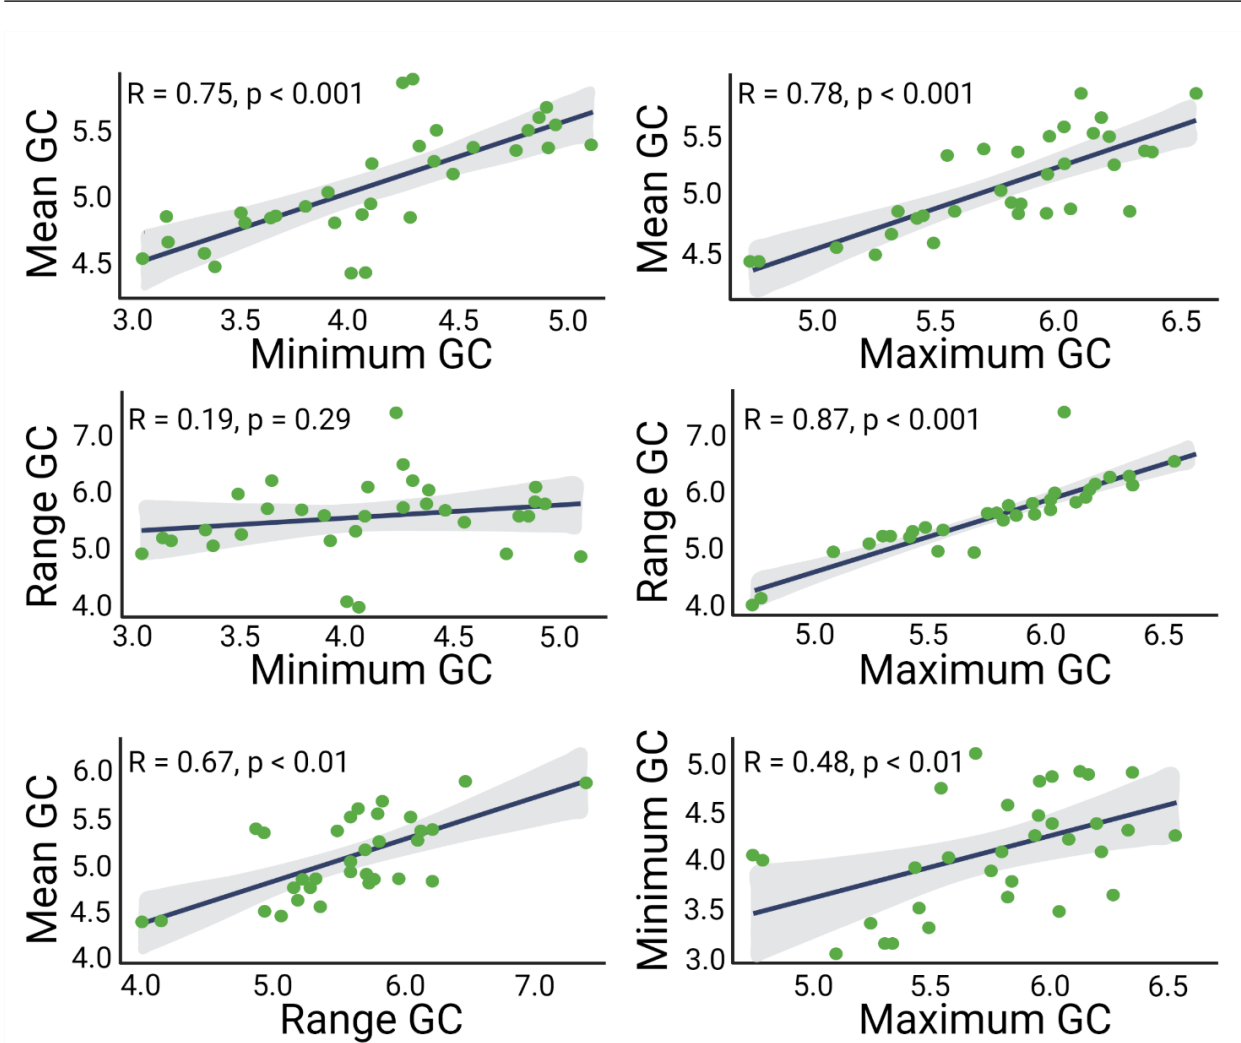 R = 0.75, p < 0.001
Mean GC
5.5
5.0
4.5
3.0 3.5 4.0 4.5 5.0
Minimum GC
R = 0.78, p < 0.001
Mean GC
5.5
5.0
4.5
5.0 5.5 6.0 6.5
Maximum GC
R = 0.19, p = 0.29
Range GC
7.0
6.0
5.0
4.0
3.0 3.5 4.0 4.5 5.0
Minimum GC
R = 0.87, p < 0.001
Range GC
7.0
6.0
5.0
4.0
5.0 5.5 6.0 6.5
Maximum GC
R = 0.67, p < 0.01
Mean GC
6.0
5.5
5.0
4.5
4.0
4.0 5.0 6.0 7.0
Range GC
R = 0.48, p < 0.01
Minimum GC
5.0
4.5
4.0
3.5
3.0
5.0 5.5 6.0 6.5
Maximum GC